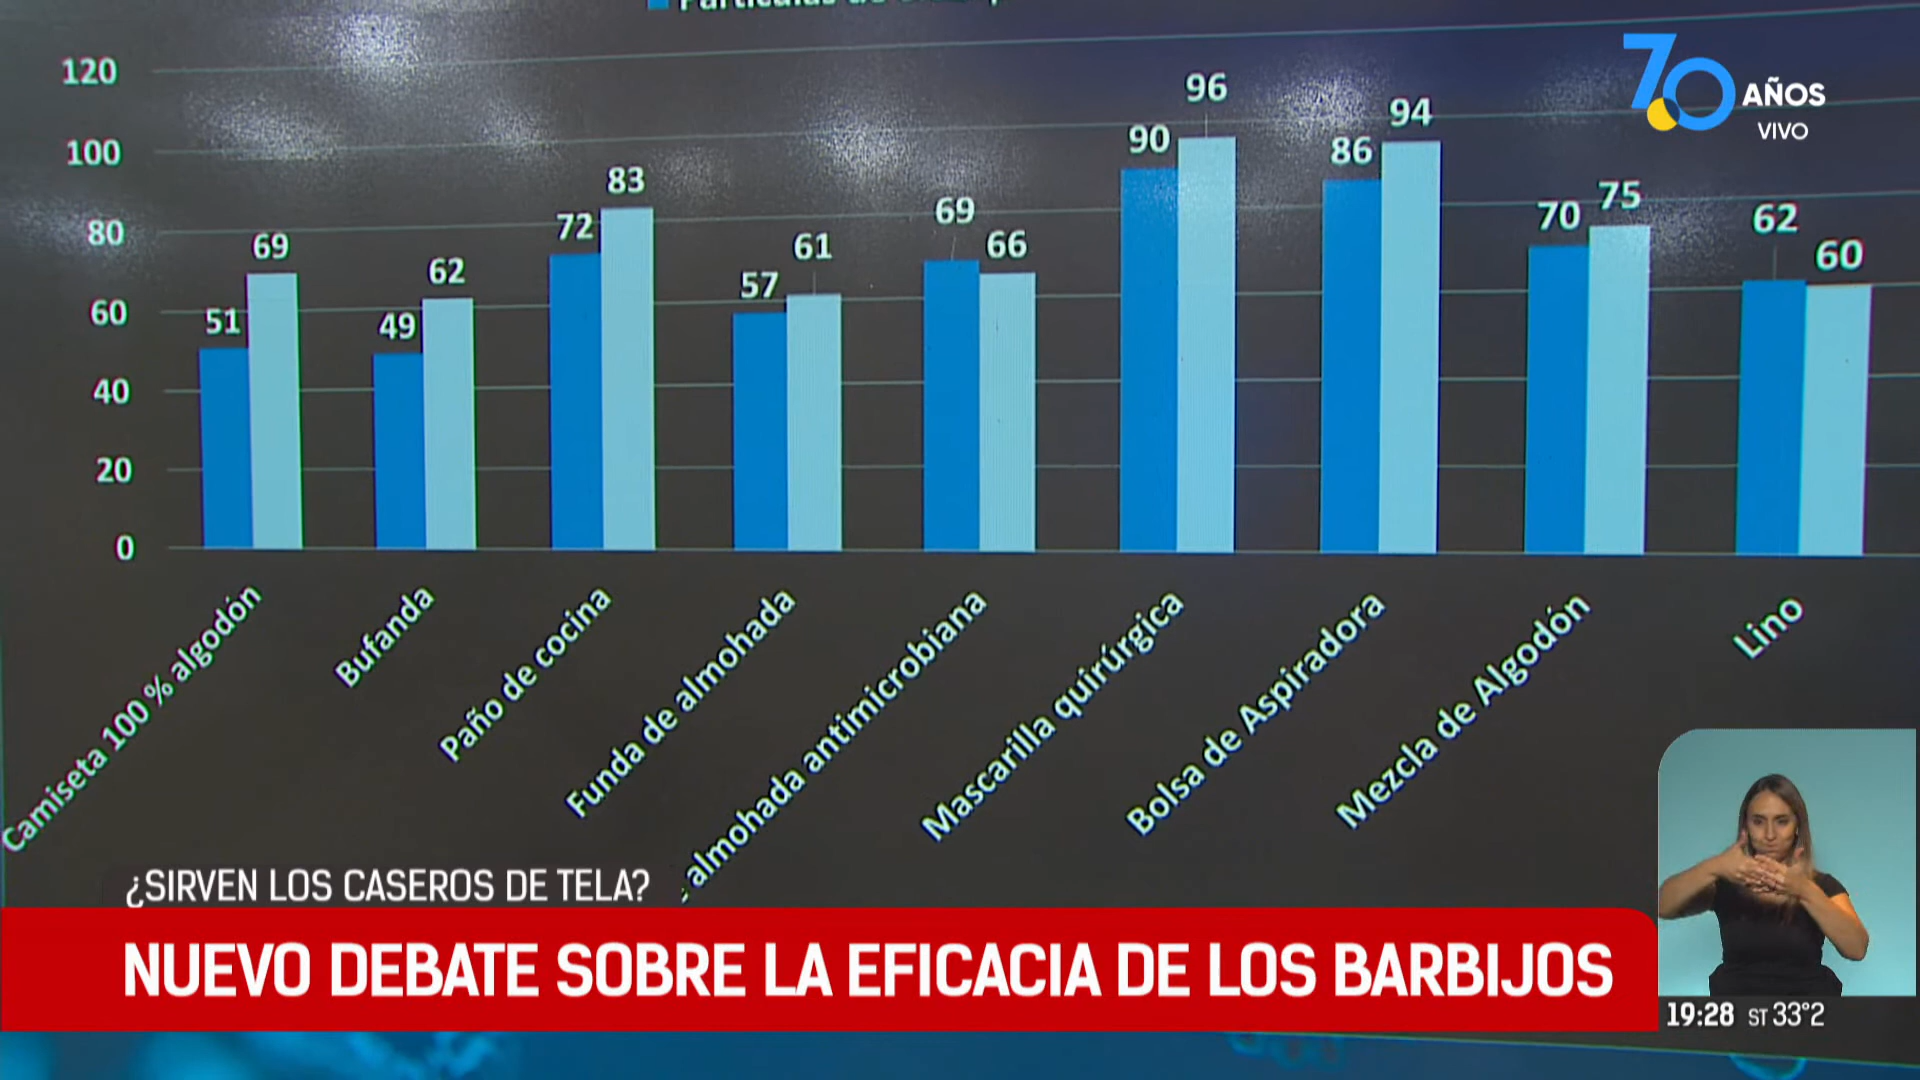 120
100
80
60
40
20
0
51
69
49
62
72
83
57
61
69
66
90
96
86
94
70
75
62
60
Camiseta 100 % algodón
Bufanda
Paño de cocina
Funda de almohada
almohada antimicrobiana
Mascarilla quirúrgica
Bolsa de Aspiradora
Mezcla de Algodón
Lino
70 AÑOS
VIVO
¿SIRVEN LOS CASEROS DE TELA?
NUEVO DEBATE SOBRE LA EFICACIA DE LOS BARBIJOS
19:28 ST 33°2